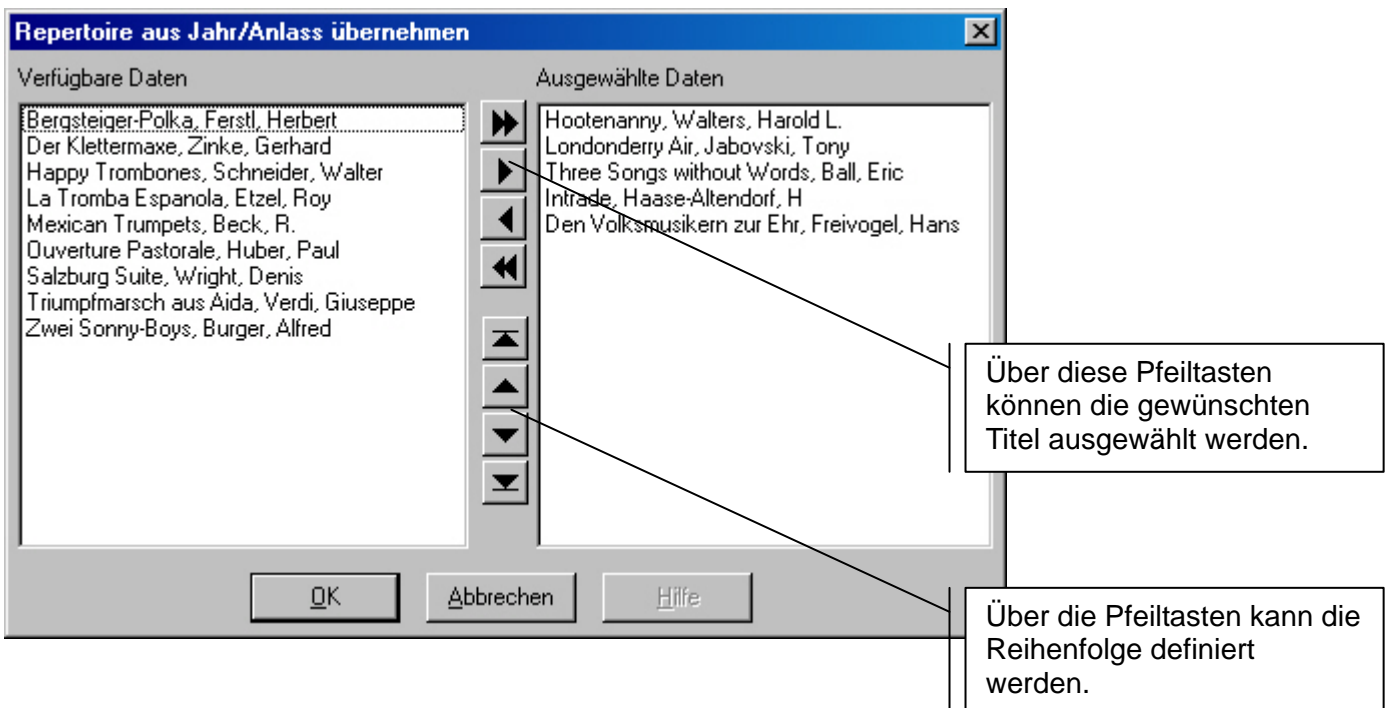 Repertoire aus Jahr/Anlass übernehmen
Verfügbare Daten
Bergsteiger-Polka, Ferstl, Herbert
Der Klettermaxe, Zinke, Gerhard
Happy Trombones, Schneider, Walter
La Tromba Espanola, Etzel, Roy
Mexican Trumpets, Beck, R.
Ouverture Pastorale, Huber, Paul
Salzburg Suite, Wright, Denis
Triumpfmarsch aus Aida, Verdi, Giuseppe
Zwei Sonny-Boys, Burger, Alfred
Ausgewählte Daten
Hootenanny, Walters, Harold L.
Londonderry Air, Jabovski, Tony
Three Songs without Words, Ball, Eric
Intrade, Haase-Altendorf, H
Den Volksmusikern zur Ehr, Freivogel, Hans
OK
Abbrechen
Hilfe
Über diese Pfeiltasten
können die gewünschten
Titel ausgewählt werden.
Über die Pfeiltasten kann die
Reihenfolge definiert
werden.